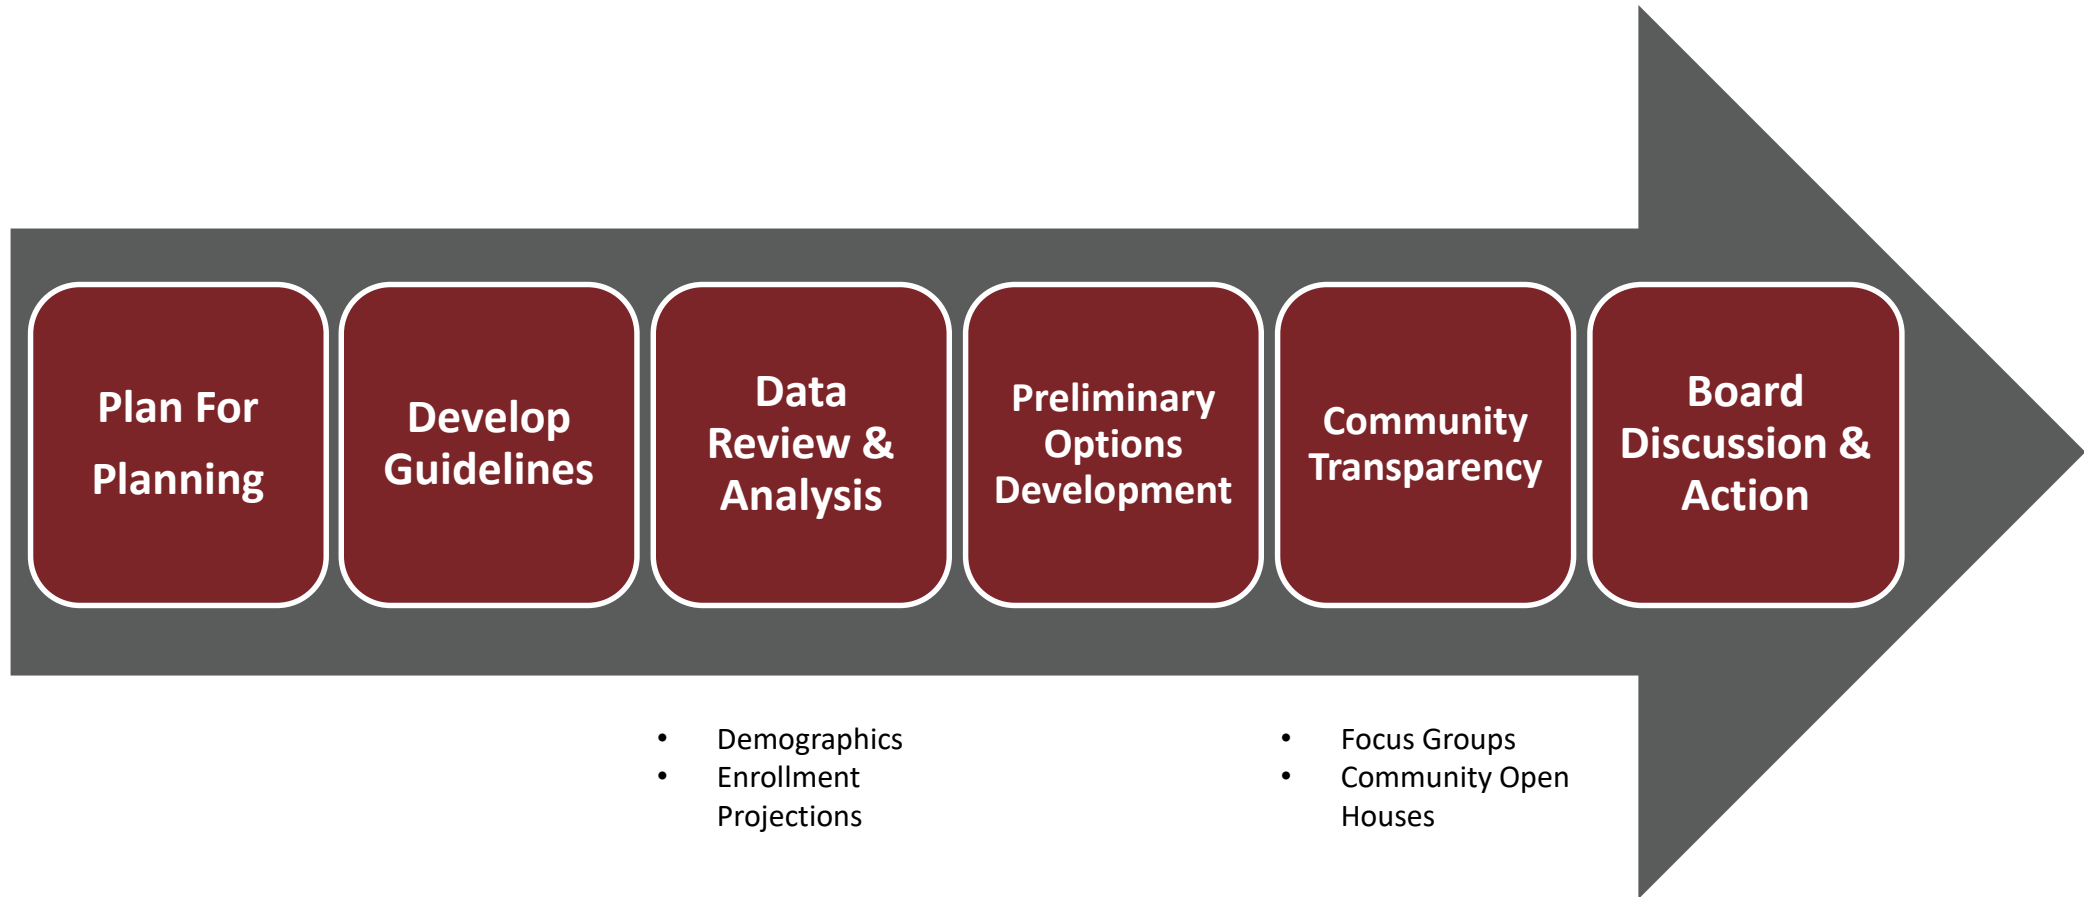 Plan For
Planning
Develop
Guidelines
Data
Review &
Analysis
Preliminary
Options
Development
Community
Transparency
Board
Discussion &
Action
• Demographics
• Enrollment
Projections
• Focus Groups
• Community Open
Houses